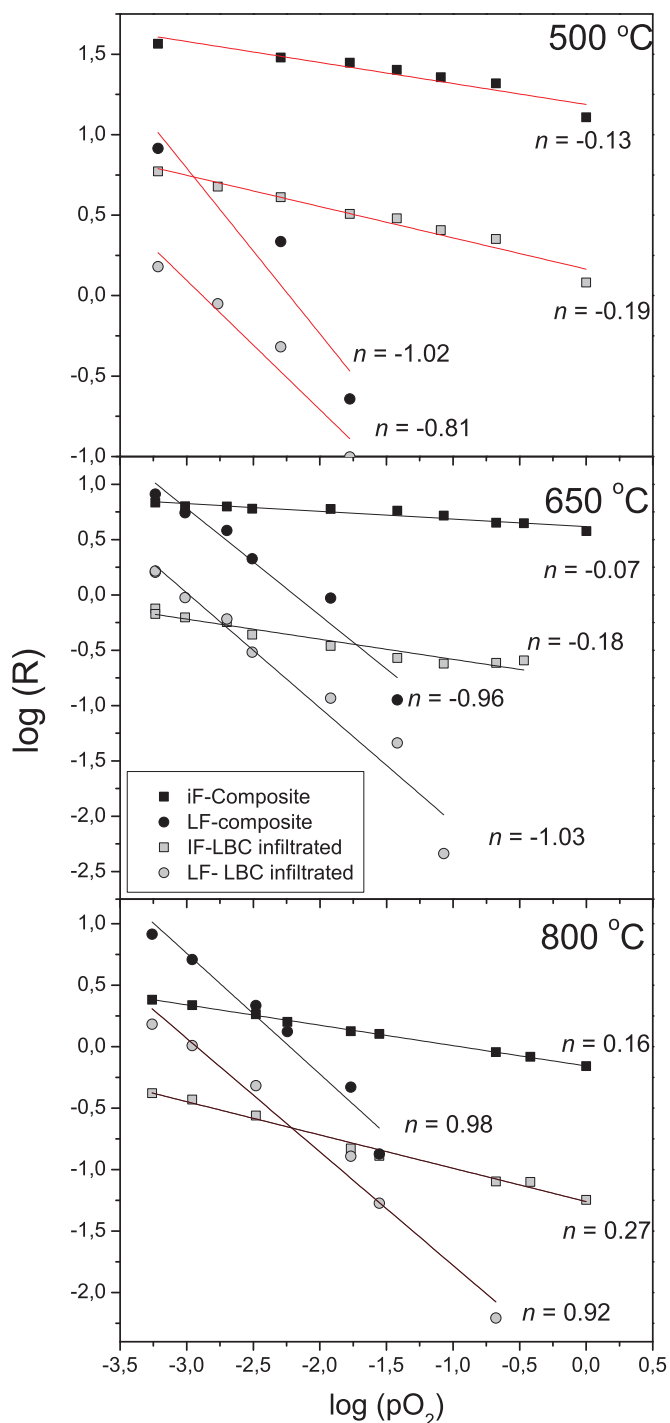 500 °C
1,5
1,0
0,5
0,0
-0,5
-1,0
n = -0.13
n = -0.19
n = -1.02
n = -0.81
650 °C
1,0
0,5
0,0
-0,5
-1,0
-1,5
-2,0
-2,5
n = -0.07
n = -0.18
n = -0.96
n = -1.03
log (R)
iF-Composite
LF-composite
IF-LBC infiltrated
LF- LBC infiltrated
800 °C
1,0
0,5
0,0
-0,5
-1,0
-1,5
-2,0
n = 0.16
n = 0.98
n = 0.27
n = 0.92
-3,5 -3,0 -2,5 -2,0 -1,5 -1,0 -0,5 0,0 0,5
log (pO₂)